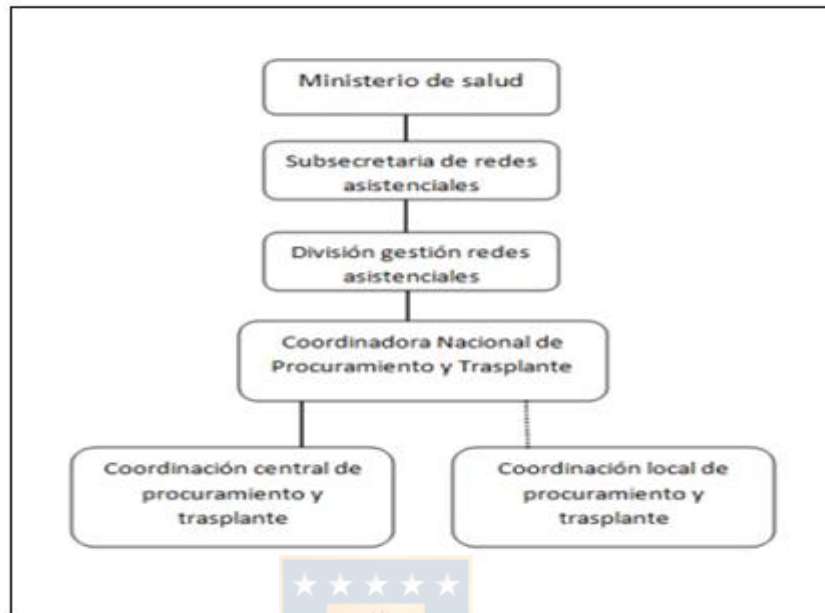 Ministerio de salud
Subsecretaria de redes
asistenciales
División gestión redes
asistenciales
Coordinadora Nacional de
Procuramiento y Trasplante
Coordinación central de
procuramiento y
trasplante
Coordinación local de
procuramiento y
trasplante